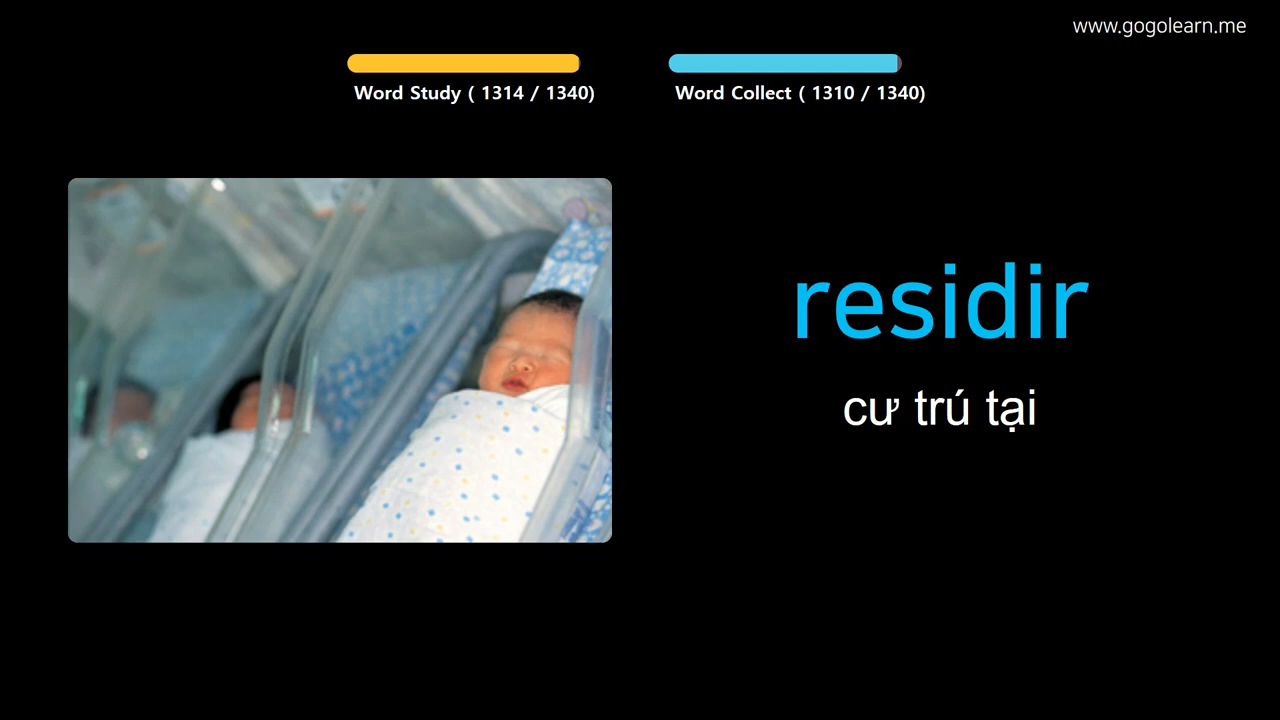 www.gogolearn.me
Word Study ( 1314 / 1340)
Word Collect ( 1310 / 1340)
residir
cư trú tại